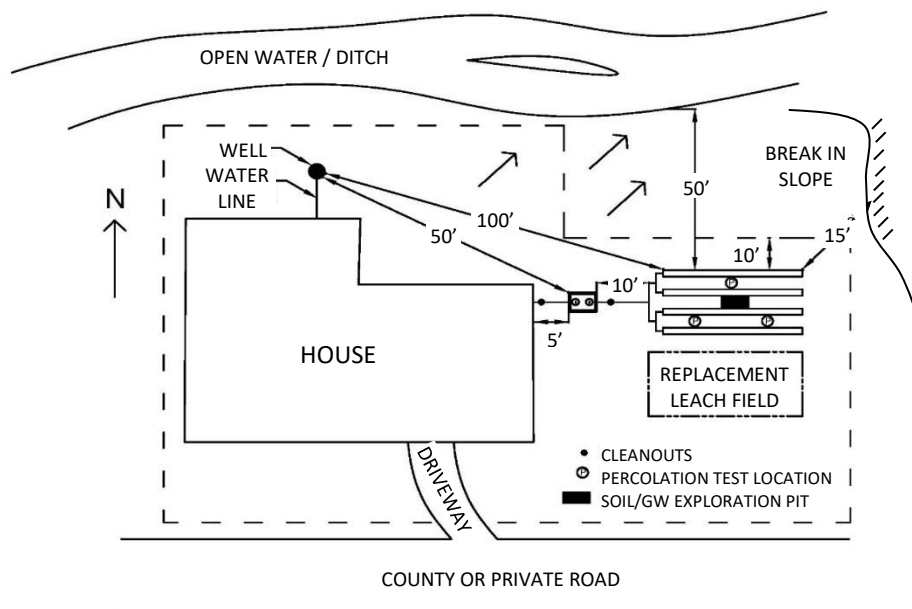 OPEN WATER / DITCH
WELL
WATER
LINE
N
BREAK IN
SLOPE
50’
100’
50’
10’
15’
10’
5’
HOUSE
REPLACEMENT
LEACH FIELD
P
P
P
DRIVEWAY
CLEANOUTS
P PERCOLATION TEST LOCATION
SOIL/GW EXPLORATION PIT
COUNTY OR PRIVATE ROAD